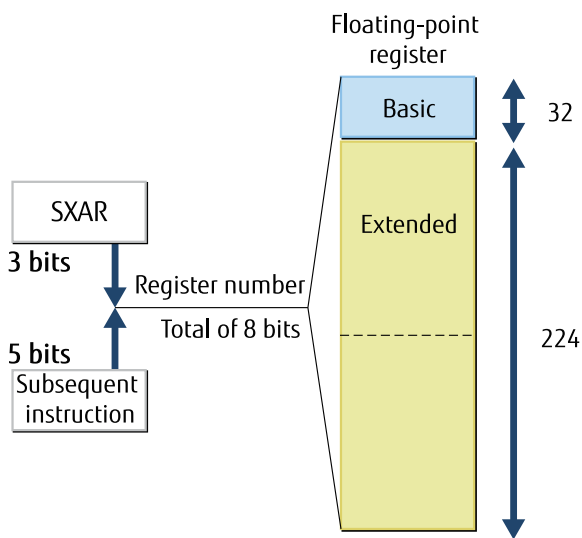 Floating-point
register
Basic
32
SXAR
Extended
3 bits
Register number
Total of 8 bits
224
5 bits
Subsequent
instruction